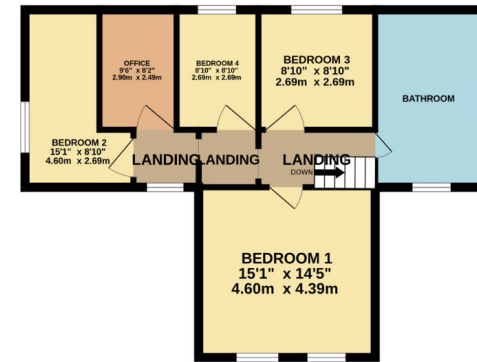 OFFICE
9'6" x 8'2"
2.90m x 2.49m
BEDROOM 4
8'10" x 8'10"
2.69m x 2.69m
BEDROOM 3
8'10" x 8'10"
2.69m x 2.69m
BATHROOM
BEDROOM 2
15'1" x 8'10"
4.60m x 2.69m
LANDING
LANDING
LANDING
DOWN
BEDROOM 1
15'1" x 14'5"
4.60m x 4.39m